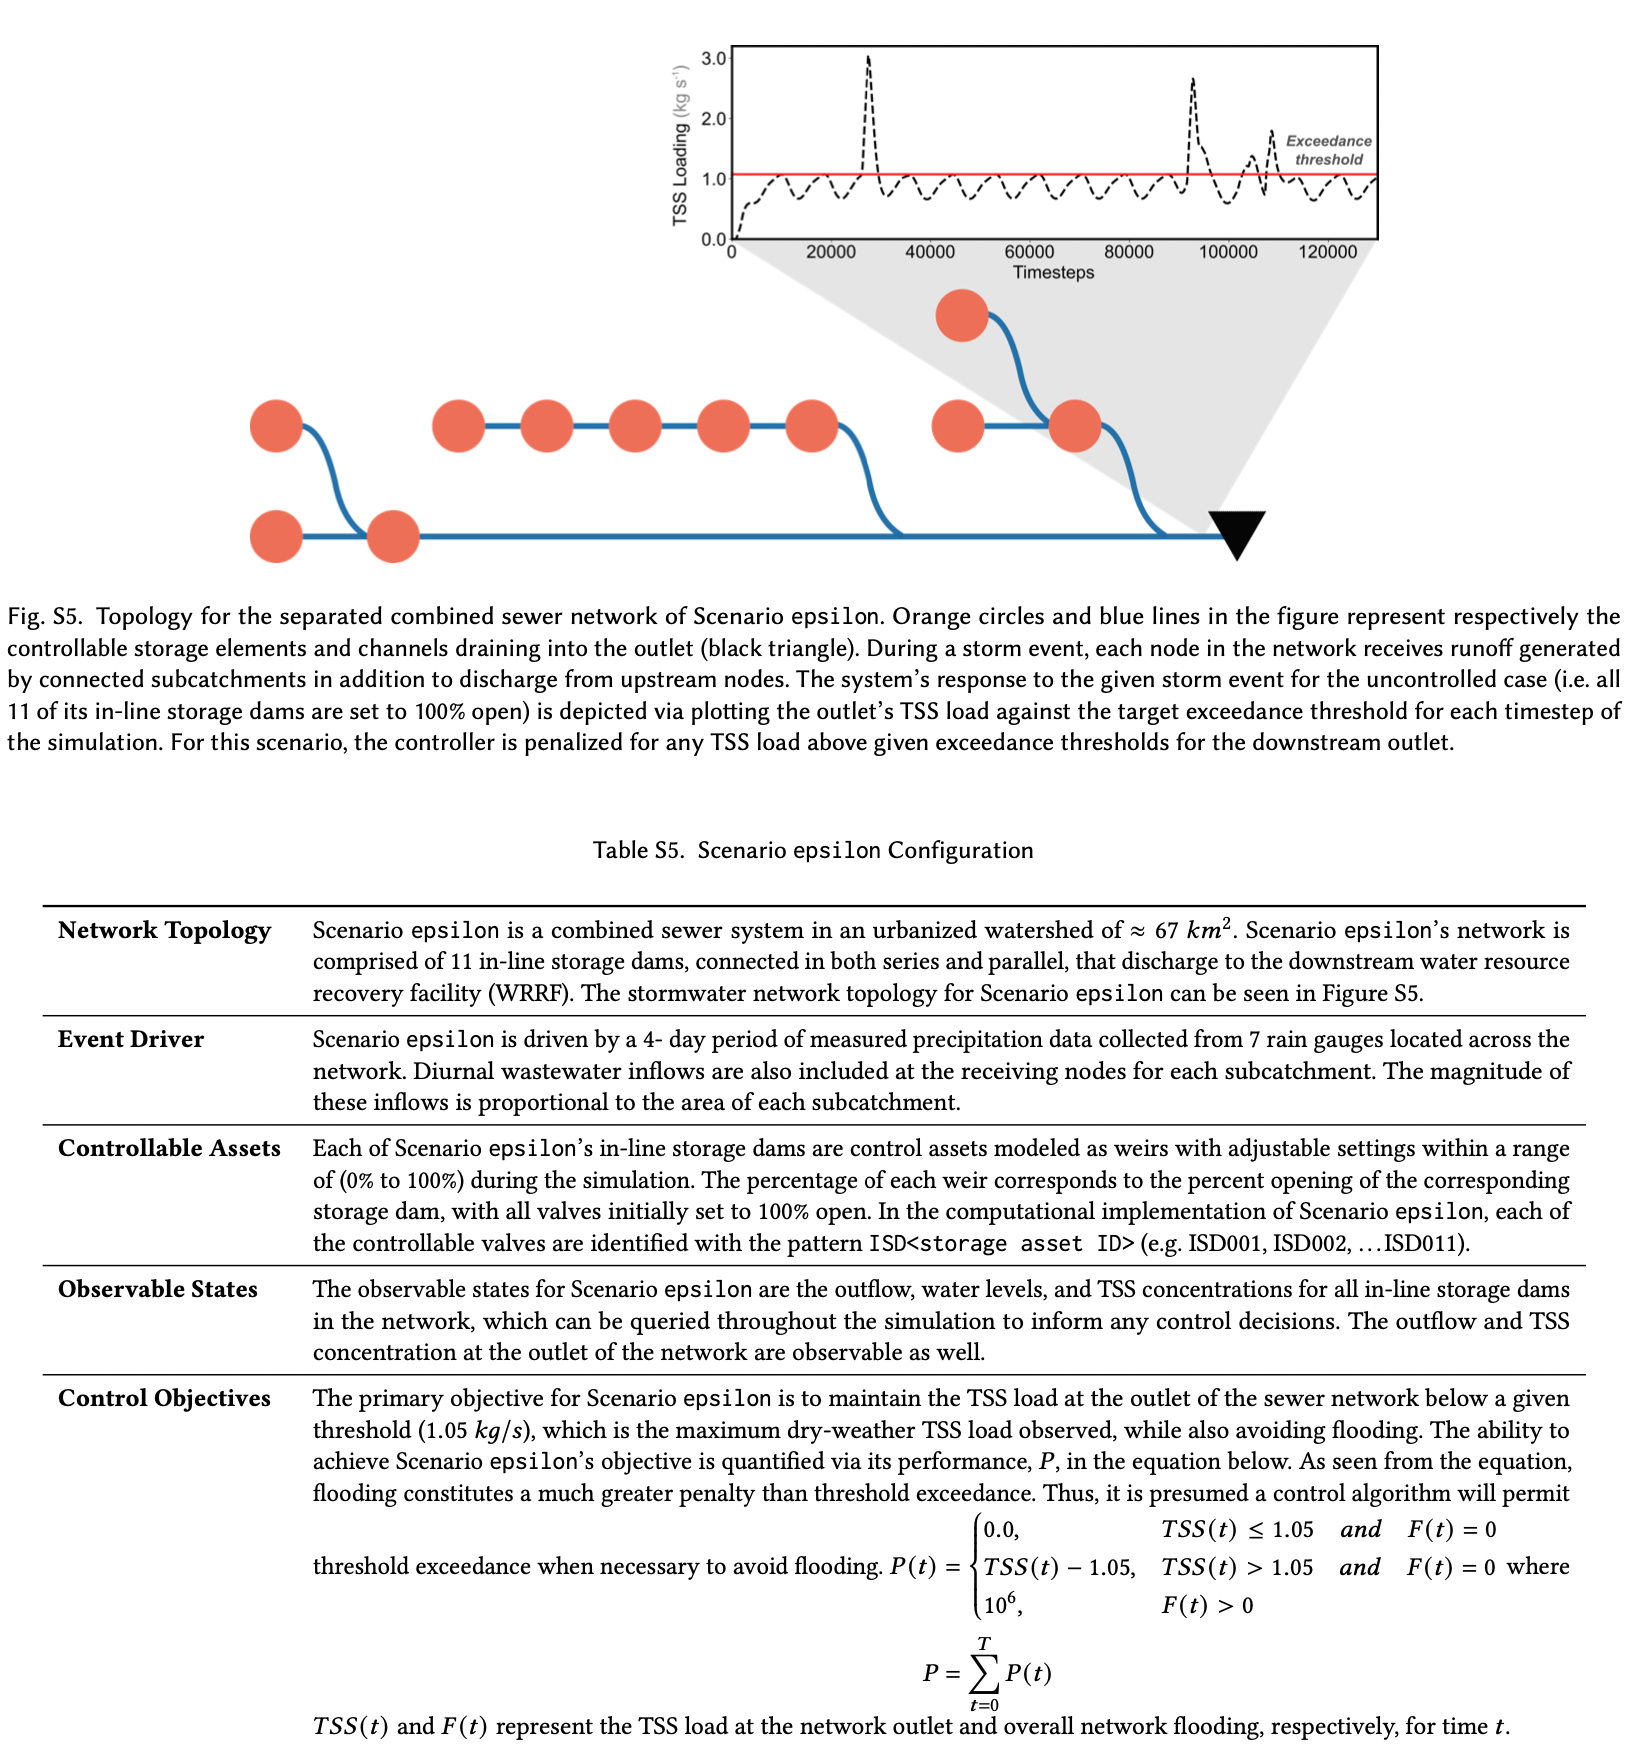 3.0
2.0
1.0
0.0
TSS Loading (kg s⁻¹)
Exceedance
threshold
0 20000 40000 60000 80000 100000 120000
Timesteps
Fig. S5. Topology for the separated combined sewer network of Scenario epsilon. Orange circles and blue lines in the figure represent respectively the
controllable storage elements and channels draining into the outlet (black triangle). During a storm event, each node in the network receives runoff generated
by connected subcatchments in addition to discharge from upstream nodes. The system's response to the given storm event for the uncontrolled case (i.e. all
11 of its in-line storage dams are set to 100% open) is depicted via plotting the outlet's TSS load against the target exceedance threshold for each timestep of
the simulation. For this scenario, the controller is penalized for any TSS load above given exceedance thresholds for the downstream outlet.
Table S5. Scenario epsilon Configuration
Network Topology Scenario epsilon is a combined sewer system in an urbanized watershed of ≈ 67 km². Scenario epsilon's network is
comprised of 11 in-line storage dams, connected in both series and parallel, that discharge to the downstream water resource
recovery facility (WRRF). The stormwater network topology for Scenario epsilon can be seen in Figure S5.
Event Driver Scenario epsilon is driven by a 4- day period of measured precipitation data collected from 7 rain gauges located across the
network. Diurnal wastewater inflows are also included at the receiving nodes for each subcatchment. The magnitude of
these inflows is proportional to the area of each subcatchment.
Controllable Assets Each of Scenario epsilon's in-line storage dams are control assets modeled as weirs with adjustable settings within a range
of (0% to 100%) during the simulation. The percentage of each weir corresponds to the percent opening of the corresponding
storage dam, with all valves initially set to 100% open. In the computational implementation of Scenario epsilon, each of
the controllable valves are identified with the pattern ISD<storage asset ID> (e.g. ISD001, ISD002, ...ISD011).
Observable States The observable states for Scenario epsilon are the outflow, water levels, and TSS concentrations for all in-line storage dams
in the network, which can be queried throughout the simulation to inform any control decisions. The outflow and TSS
concentration at the outlet of the network are observable as well.
Control Objectives The primary objective for Scenario epsilon is to maintain the TSS load at the outlet of the sewer network below a given
threshold (1.05 kg/s), which is the maximum dry-weather TSS load observed, while also avoiding flooding. The ability to
achieve Scenario epsilon's objective is quantified via its performance, P, in the equation below. As seen from the equation,
flooding constitutes a much greater penalty than threshold exceedance. Thus, it is presumed a control algorithm will permit
0.0, TSS(t) ≤ 1.05 and F(t) = 0
threshold exceedance when necessary to avoid flooding. P(t) = { TSS(t) − 1.05, TSS(t) > 1.05 and F(t) = 0 where
10⁶, F(t) > 0
T
P = ∑ P(t)
t=0
TSS(t) and F(t) represent the TSS load at the network outlet and overall network flooding, respectively, for time t.